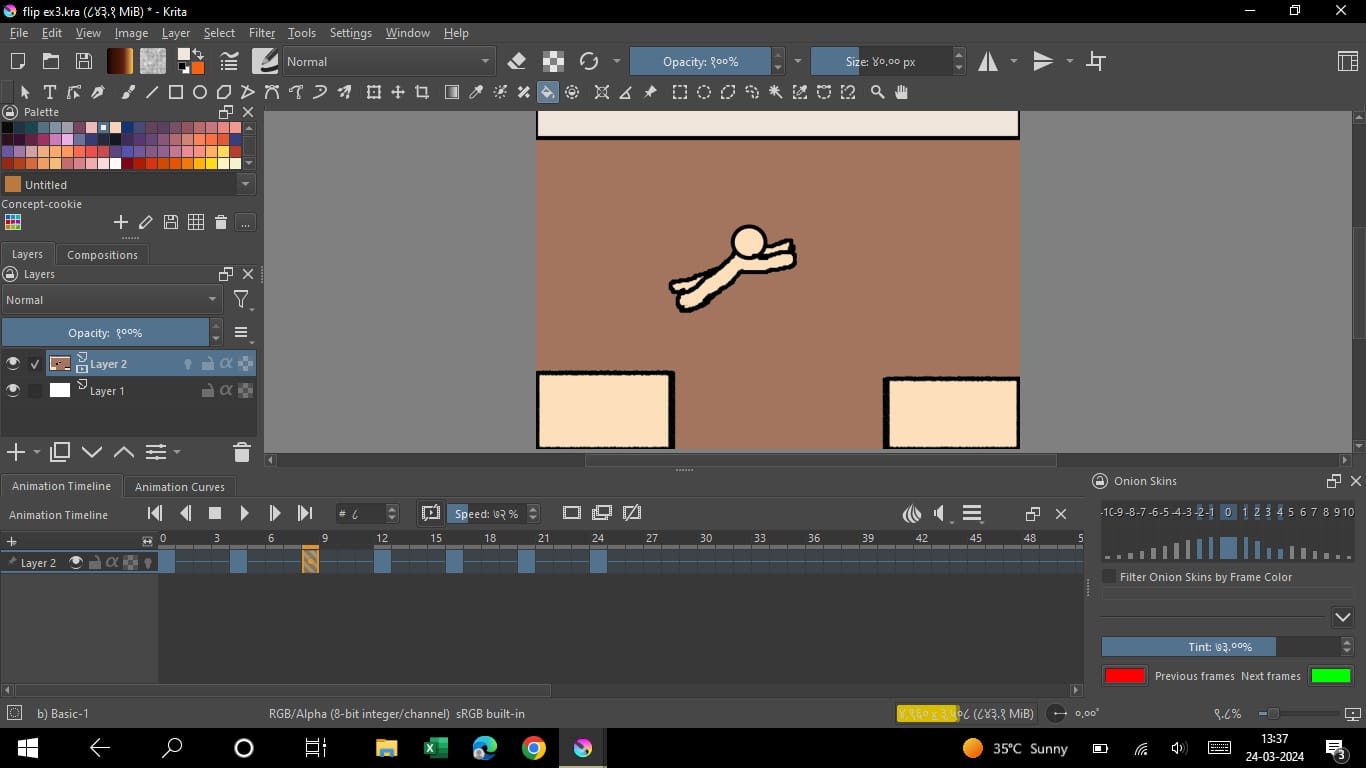 flip ex3.kra (८४३.१ MiB) * - Krita
File Edit View Image Layer Select Filter Tools Settings Window Help
Normal
Opacity: १००%
Size: ४०.०० px
Palette
Untitled
Concept-cookie
...
Layers Compositions
Layers
Normal
Opacity: १००%
Layer 2
Layer 1
Animation Timeline Animation Curves
Animation Timeline
# ८
Speed: ७२ %
0 3 6 9 12 15 18 21 24 27 30 33 36 39 42 45 48 5
Layer 2
Onion Skins
-10 -9 -8 -7 -6 -5 -4 -3 -2 -1 0 1 2 3 4 5 6 7 8 9 10
Filter Onion Skins by Frame Color
Tint: ७३.००%
Previous frames Next frames
b) Basic-1
RGB/Alpha (8-bit integer/channel) sRGB built-in
(८४३.१ MiB)
०.००°
९.८%
35°C Sunny
13:37
24-03-2024
3